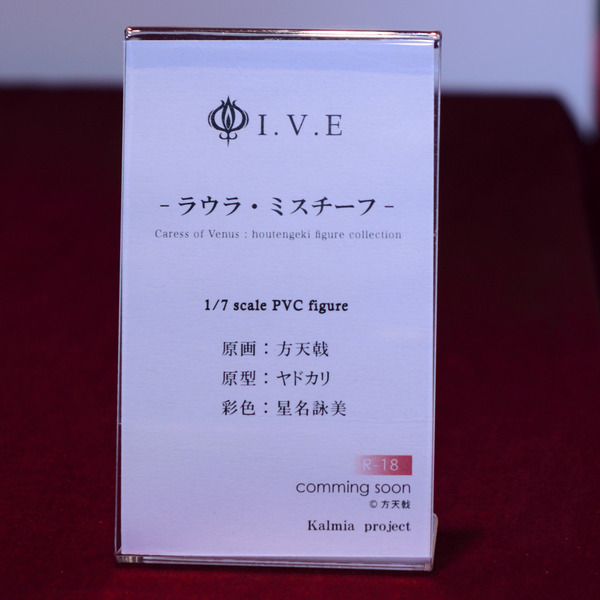 I.V.E
-ラウラ・ミスチーフ-
Caress of Venus : houtengeki figure collection
1/7 scale PVC figure
原画：方天戟
原型：ヤドカリ
彩色：星名詠美
R-18
comming soon
© 方天戟
Kalmia project